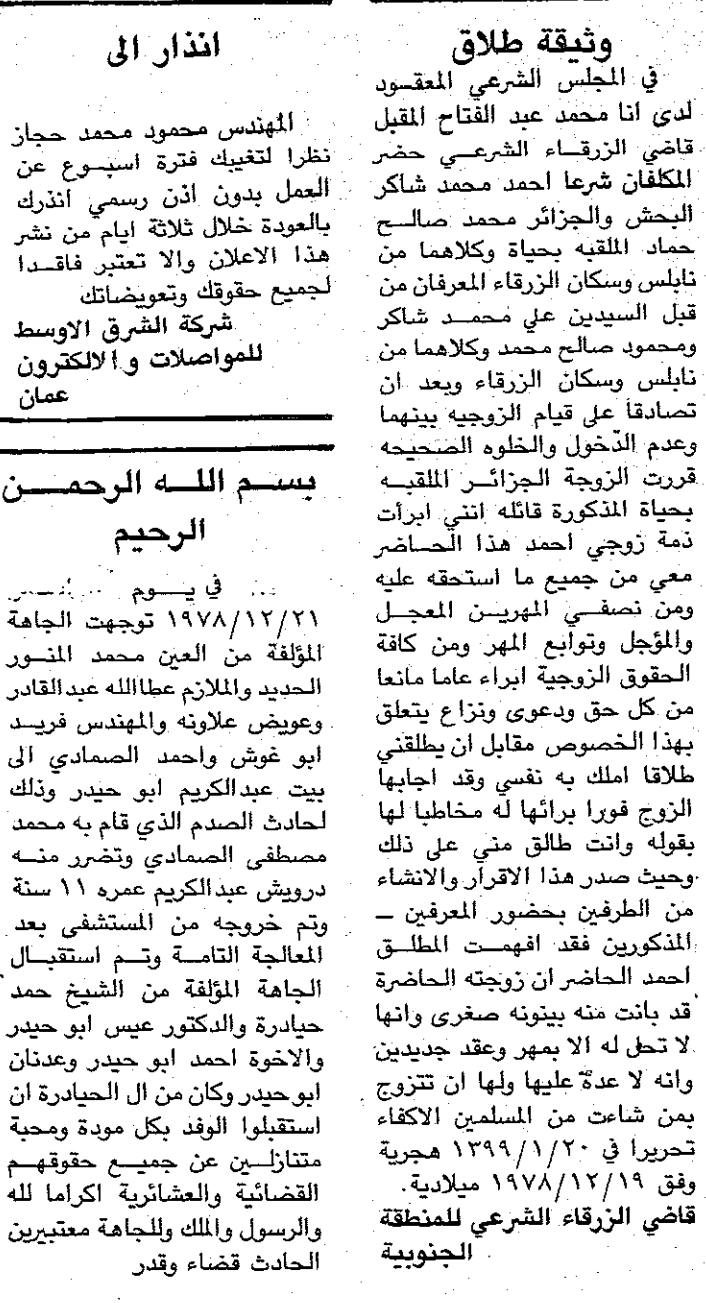 وثيقة طلاق
في المجلس الشرعي المعقسود
لدى انا محمد عبد الفتاح المقبل
قاضي الزرقاء الشرعي حضر
المكلفان شرعا احمد محمد شاكر
البحش والجزائر محمد صالح
حماد الملقبه بحياة وكلاهما من
نابلس وسكان الزرقاء المعرفان من
قبل السيدين علي محمد شاكر
ومحمود صالح محمد وكلاهما من
نابلس وسكان الزرقاء وبعد ان
تصادقا على قيام الزوجيه بينهما
وعدم الدخول والخلوه الصحيحه
قررت الزوجة الجزائر الملقبه
بحياة المذكورة قائله انني ابرأت
ذمة زوجي احمد هذا الحاضر
معي من جميع ما استحقه عليه
ومن نصفي المهرين المعجل
والمؤجل وتوابع المهر ومن كافة
الحقوق الزوجية ابراء عاما مانعا
من كل حق ودعوى ونزاع يتعلق
بهذا الخصوص مقابل ان يطلقني
طلاقا املك به نفسي وقد اجابها
الزوج فورا برائها له مخاطبا لها
بقوله وانت طالق مني على ذلك
وحيث صدر هذا الاقرار والانشاء
من الطرفين بحضور المعرفين ـ
المذكورين فقد افهمت المطلق
احمد الحاضر ان زوجته الحاضرة
قد بانت منه بينونه صغرى وانها
لا تحل له الا بمهر وعقد جديدين
وانه لا عدة عليها ولها ان تتزوج
بمن شاءت من المسلمين الاكفاء
تحريرا في ١٣٩٩/١/٢٠ هجرية
وفق ١٩٧٨/١٢/١٩ ميلادية.
قاضي الزرقاء الشرعي للمنطقة
الجنوبية
انذار الى
المهندس محمود محمد حجاز
نظرا لتغيبك فترة اسبوع عن
العمل بدون اذن رسمي انذرك
بالعودة خلال ثلاثة ايام من نشر
هذا الاعلان والا تعتبر فاقدا
لجميع حقوقك وتعويضاتك
شركة الشرق الاوسط
للمواصلات والالكترون
عمان
بسم الله الرحمن
الرحيم
في يوم
١٩٧٨/١٢/٢١ توجهت الجاهة
المؤلفة من العين محمد المنور
الحديد والملازم عطاالله عبدالقادر
وعويض علاونه والمهندس فريد
ابو غوش واحمد الصمادي الى
بيت عبدالكريم ابو حيدر وذلك
لحادث الصدم الذي قام به محمد
مصطفى الصمادي وتضرر منه
درويش عبدالكريم عمره ١١ سنة
وتم خروجه من المستشفى بعد
المعالجة التامة وتم استقبال
الجاهة المؤلفة من الشيخ حمد
حيادرة والدكتور عيس ابو حيدر
والاخوة احمد ابو حيدر وعدنان
ابوحيدر وكان من ال الحيادرة ان
استقبلوا الوفد بكل مودة ومحبة
متنازلين عن جميع حقوقهم
القضائية والعشائرية اكراما لله
والرسول والملك وللجاهة معتبرين
الحادث قضاء وقدر